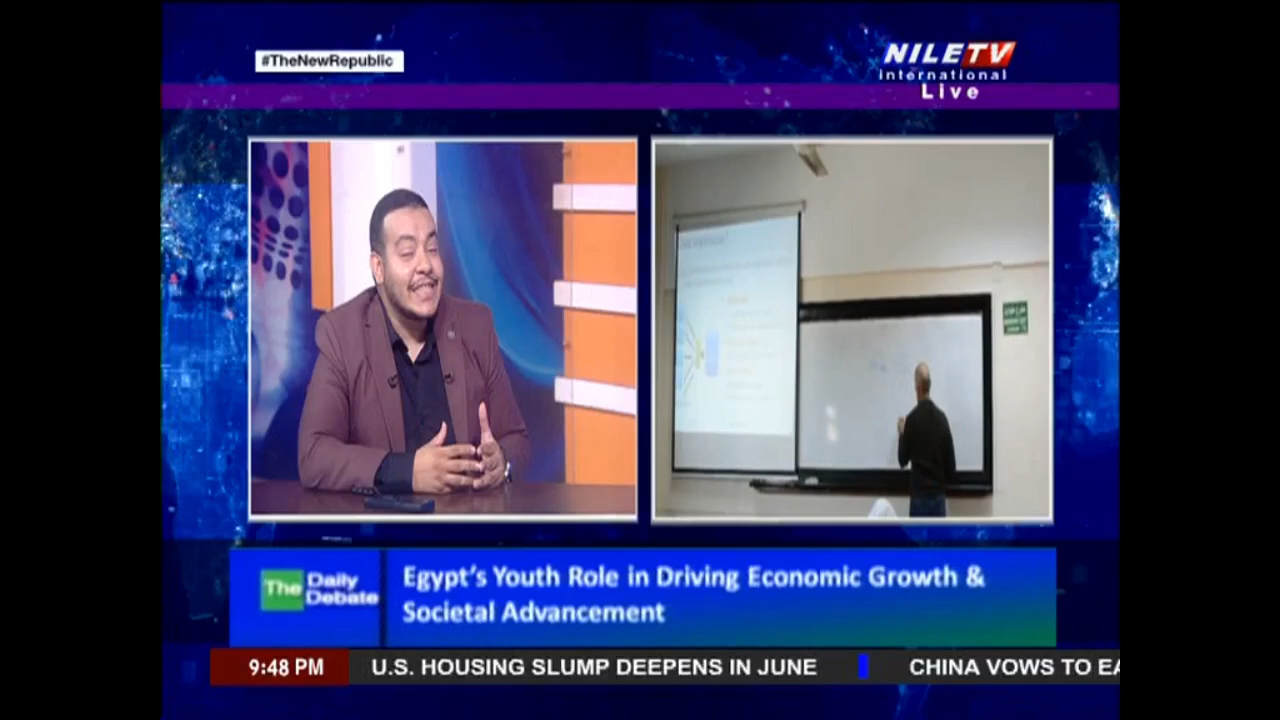 #TheNewRepublic
NILETV
international
Live
The Daily
Debate
Egypt's Youth Role in Driving Economic Growth &
Societal Advancement
9:48 PM U.S. HOUSING SLUMP DEEPENS IN JUNE CHINA VOWS TO EA